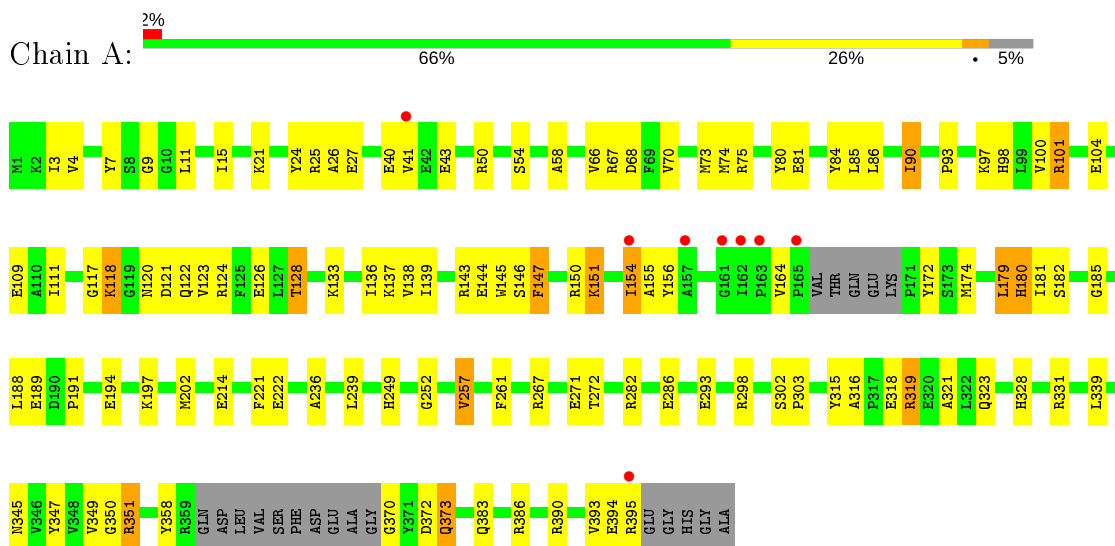 2%
Chain A:
66% 26% • 5%
M1 K2 I3 V4 Y7 S8 G9 G10 L11 I15 K21 Y24 R25 A26 E27 E40 V41 E42 E43 R50 S54 A58 V66 R67 D68 F69 V70 M73 M74 R75 Y80 E81 Y84 L85 L86 I90 P93 K97 H98 L99 V100 R101 E104
E109 A110 I111 G117 K118 G119 N120 D121 Q122 V123 R124 F125 E126 L127 T128 K133 I136 K137 V138 I139 R143 E144 W145 S146 F147 R150 K151 I154 A155 Y156 A157 G161 I162 P163 V164 P165 VAL THR GLN GLU LYS P171 Y172 S173 M174 L179 H180 I181 S182 G185
L188 E189 D190 P191 E194 K197 M202 E214 F221 E222 A236 L239 H249 G252 V257 F261 R267 E271 T272 R282 E286 E293 R298 S302 P303 Y315 A316 P317 E318 R319 E320 A321 L322 Q323 H328 R331 L339
N345 V346 Y347 V348 V349 G350 R351 Y358 R359 GLN ASP LEU VAL SER PHE ASP GLU ALA GLY G370 Y371 D372 Q373 Q383 R386 R390 V393 E394 R395 GLU GLY HIS GLY ALA